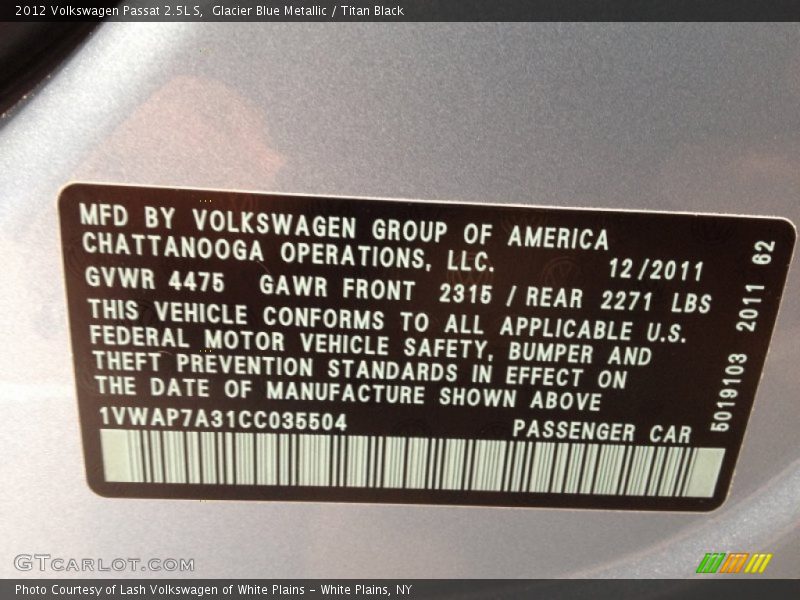 2012 Volkswagen Passat 2.5L S,  Glacier Blue Metallic / Titan Black
MFD BY VOLKSWAGEN GROUP OF AMERICA
CHATTANOOGA OPERATIONS, LLC.
12/2011
GVWR 4475 GAWR FRONT 2315 / REAR 2271 LBS
THIS VEHICLE CONFORMS TO ALL APPLICABLE U.S.
FEDERAL MOTOR VEHICLE SAFETY, BUMPER AND
THEFT PREVENTION STANDARDS IN EFFECT ON
THE DATE OF MANUFACTURE SHOWN ABOVE
1VWAP7A31CC035504
PASSENGER CAR
5019103 2011 62
GTCARLOT.COM
Photo Courtesy of Lash Volkswagen of White Plains - White Plains, NY